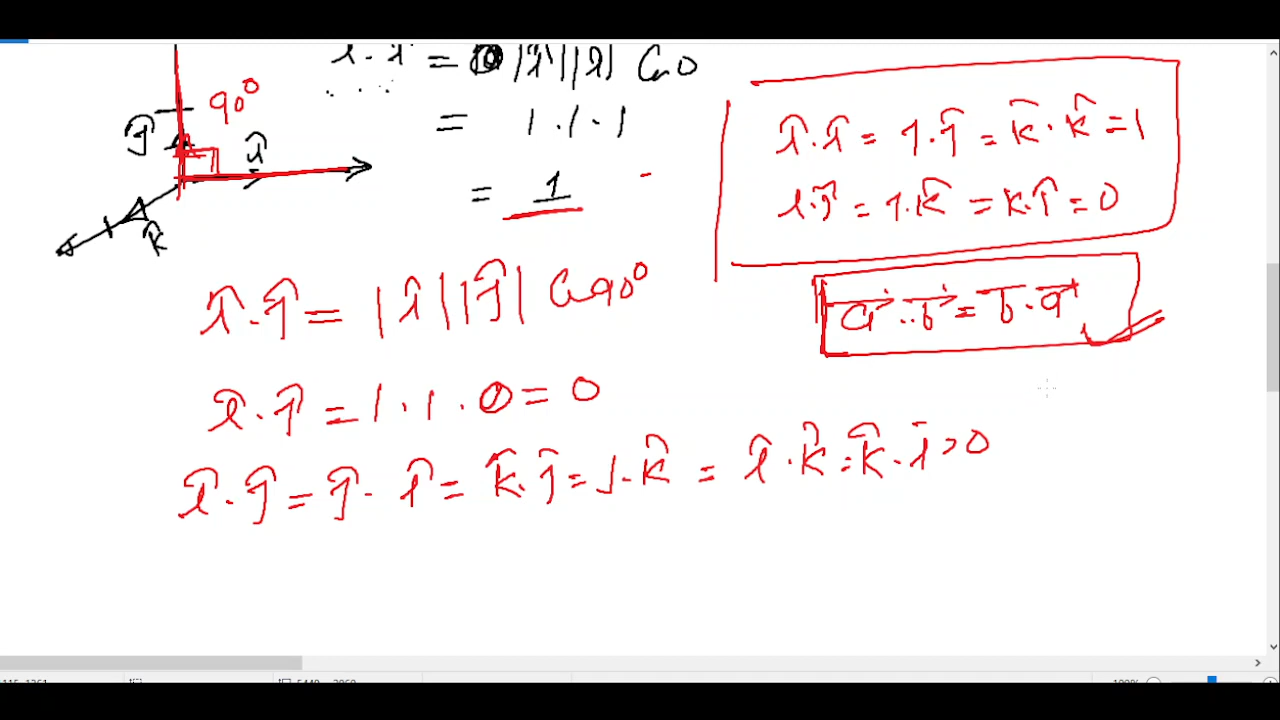 î · î = |î||î| Cos 0
= 1 · 1 · 1
= 1
90°
ĵ
î
k̂
î · î = ĵ · ĵ = k̂ · k̂ = 1
î · ĵ = ĵ · k̂ = k̂ · î = 0
a⃗ · b⃗ = b⃗ · a⃗
î · ĵ = |î||ĵ| Cos 90°
î · ĵ = 1 · 1 · 0 = 0
î · ĵ = ĵ · î = k̂ · ĵ = ĵ · k̂ = î · k̂ = k̂ · î = 0